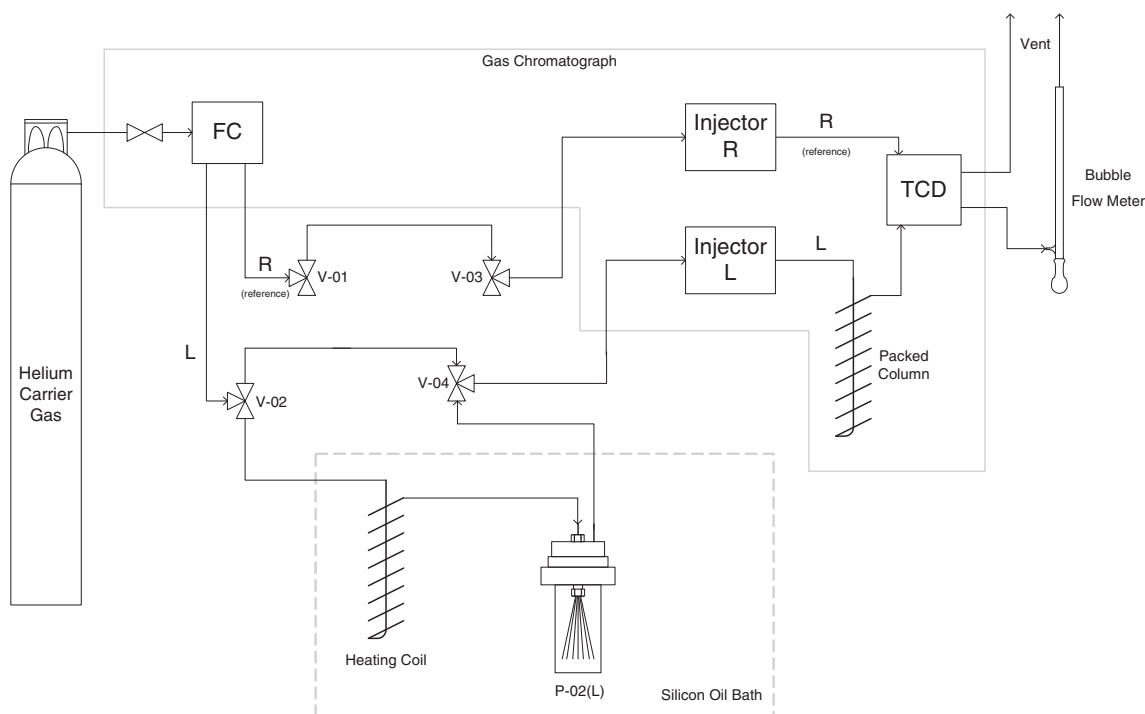 Gas Chromatograph
Vent
FC
Injector
R
R
(reference)
TCD
Bubble
Flow Meter
R
(reference)
V-01
V-03
Injector
L
L
L
Helium
Carrier
Gas
V-02
V-04
Packed
Column
Heating Coil
P-02(L)
Silicon Oil Bath